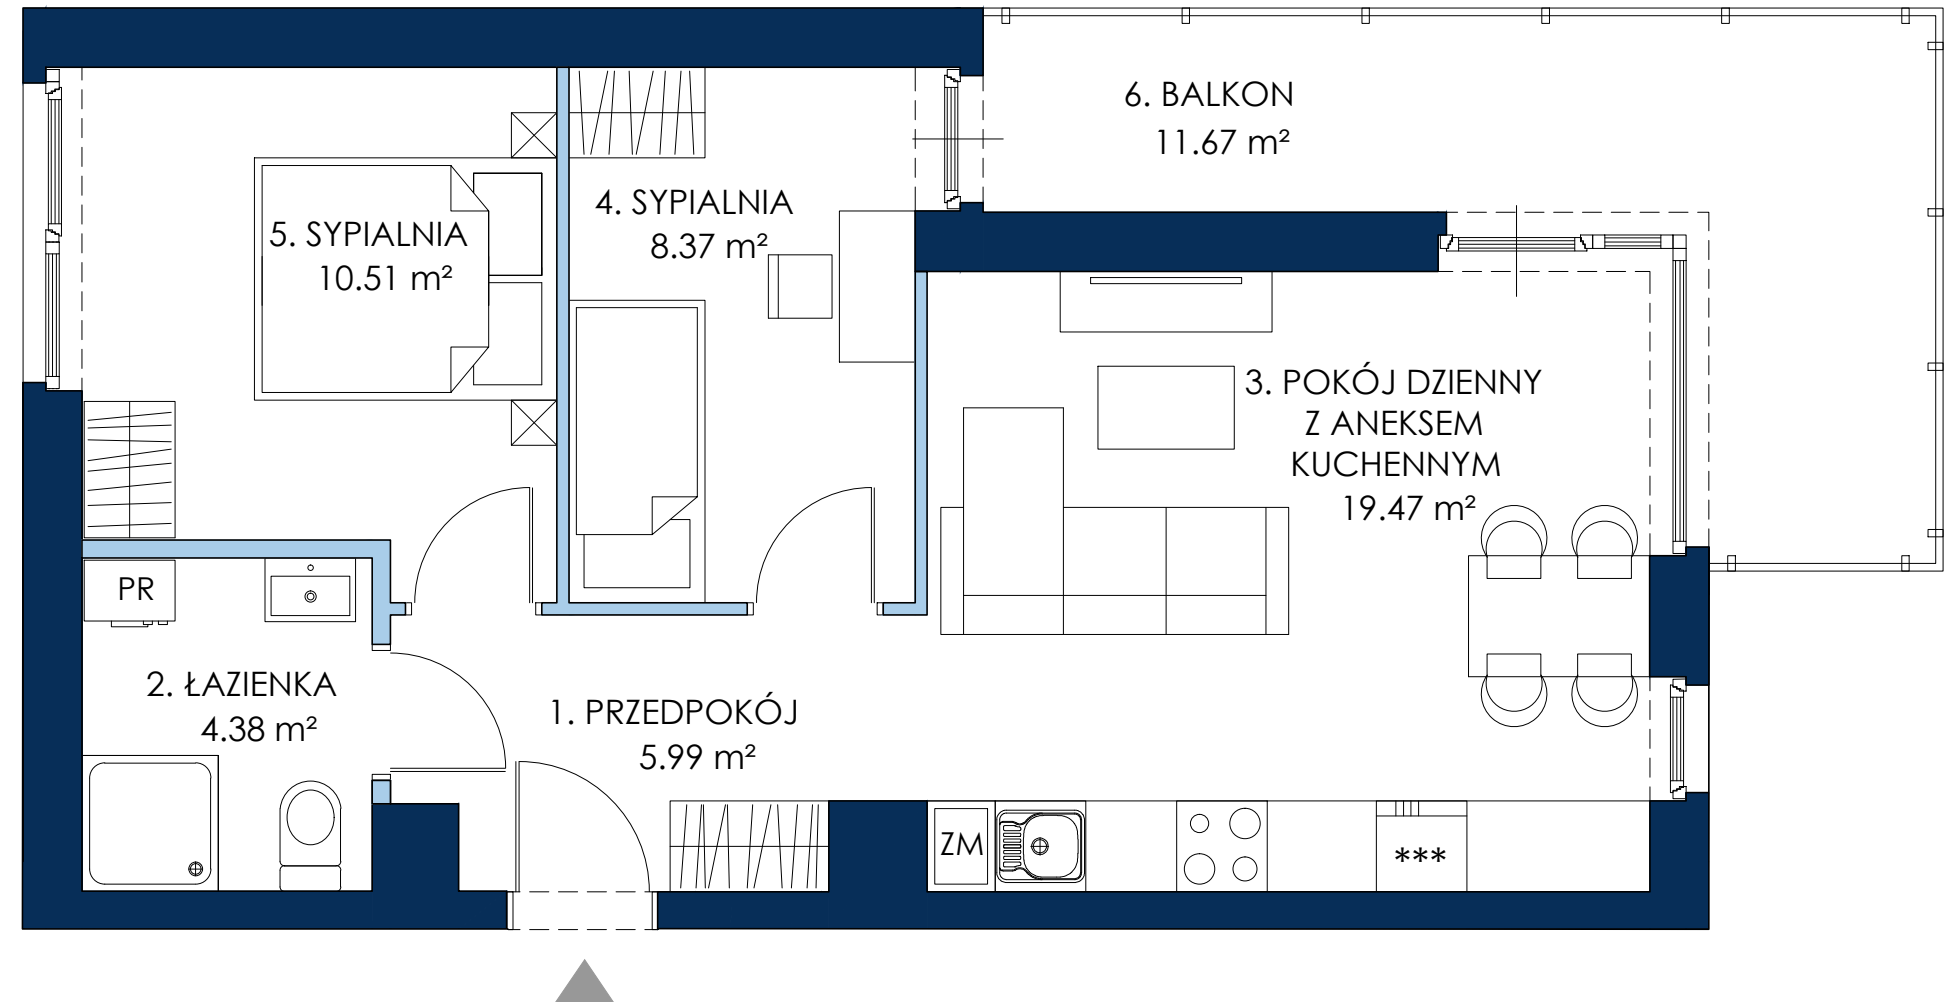 6. BALKON
11.67 m²
4. SYPIALNIA
8.37 m²
5. SYPIALNIA
10.51 m²
3. POKÓJ DZIENNY
Z ANEKSEM
KUCHENNYM
19.47 m²
PR
2. ŁAZIENKA
4.38 m²
1. PRZEDPOKÓJ
5.99 m²
ZM
***